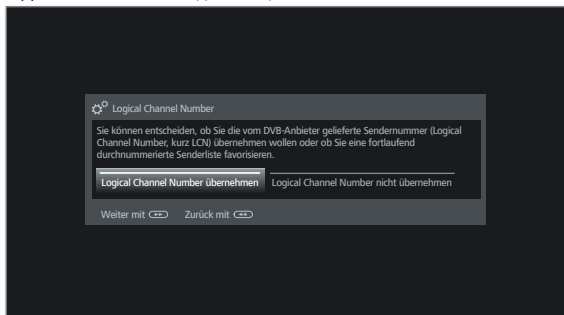 Logical Channel Number
Sie können entscheiden, ob Sie die vom DVB-Anbieter gelieferte Sendernummer (Logical
Channel Number, kurz LCN) übernehmen wollen oder ob Sie eine fortlaufend
durchnummerierte Senderliste favorisieren.
Logical Channel Number übernehmen Logical Channel Number nicht übernehmen
Weiter mit Zurück mit